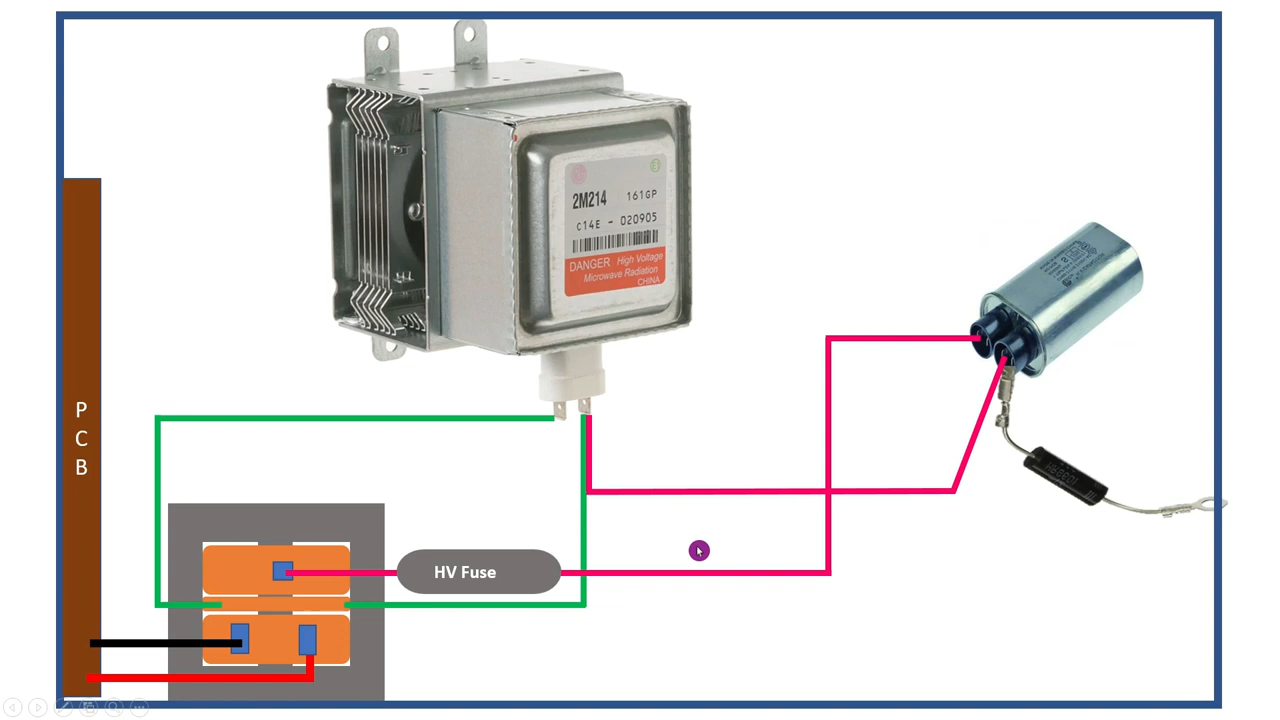 2M214 161GP
C14E - 020905
DANGER High Voltage
Microwave Radiation
CHINA
P
C
B
HV Fuse